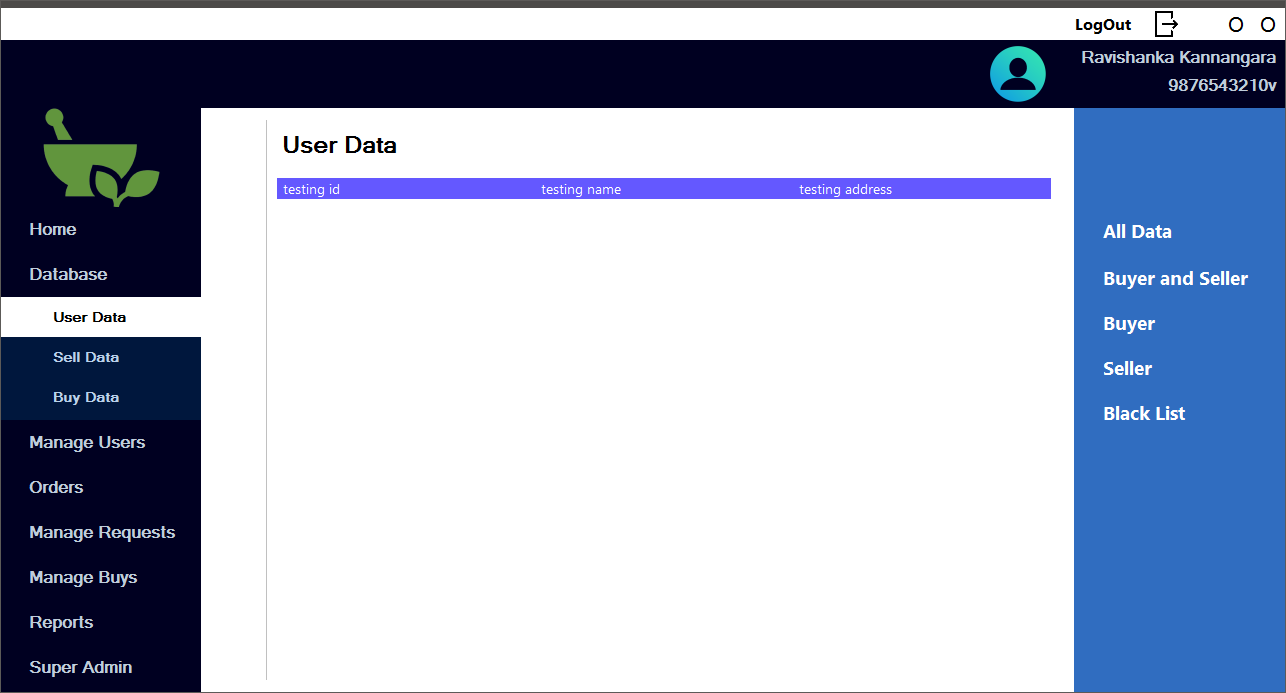 LogOut
Ravishanka Kannangara
9876543210v
Home
Database
User Data
Sell Data
Buy Data
Manage Users
Orders
Manage Requests
Manage Buys
Reports
Super Admin
User Data
testing id testing name testing address
All Data
Buyer and Seller
Buyer
Seller
Black List